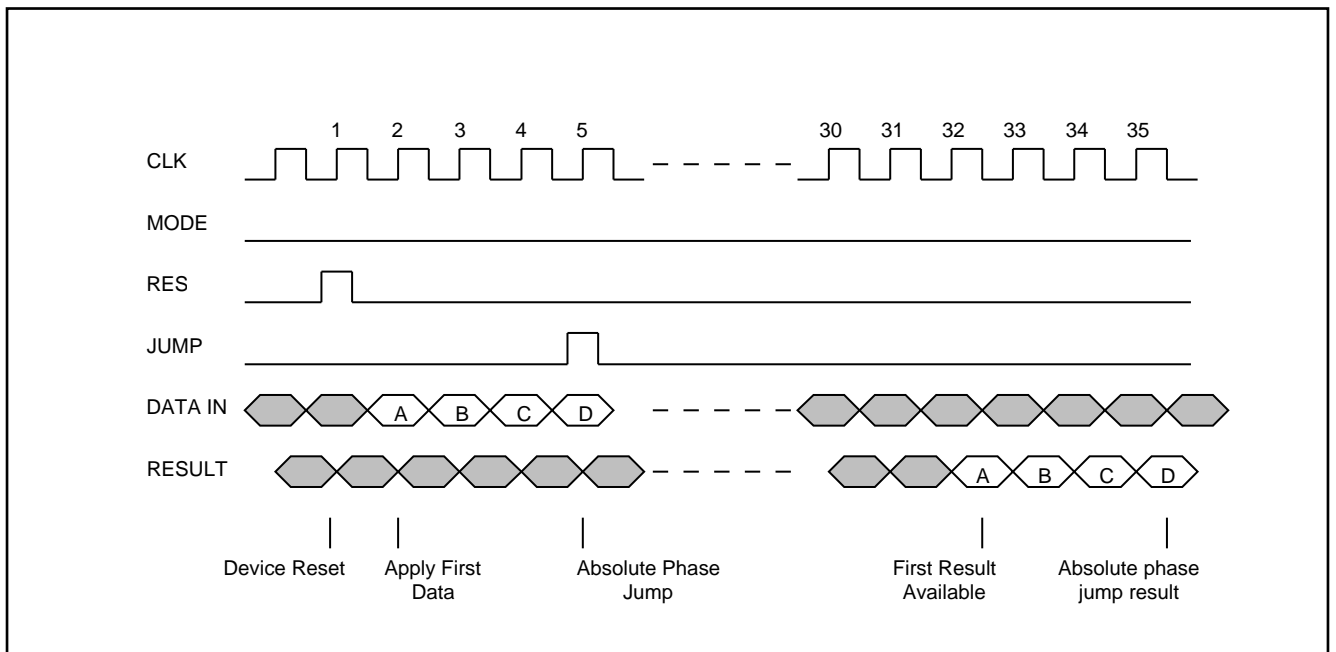 1 2 3 4 5 30 31 32 33 34 35
CLK
MODE
RES
JUMP
DATA IN A B C D
RESULT A B C D
Device Reset
Apply First
Data
Absolute Phase
Jump
First Result
Available
Absolute phase
jump result